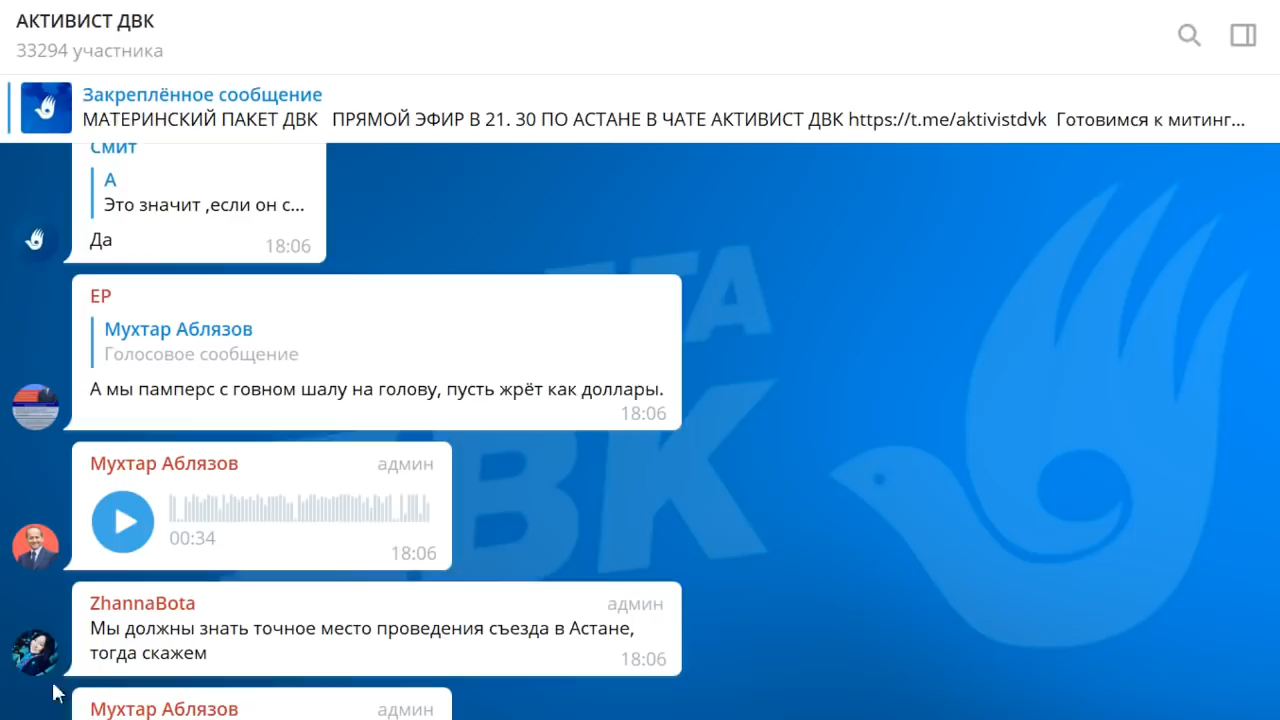 АКТИВИСТ ДВК
33294 участника
Закреплённое сообщение
МАТЕРИНСКИЙ ПАКЕТ ДВК ПРЯМОЙ ЭФИР В 21. 30 ПО АСТАНЕ В ЧАТЕ АКТИВИСТ ДВК https://t.me/aktivistdvk Готовимся к митинг...
Смит
А
Это значит ,если он с...
Да
18:06
ЕР
Мухтар Аблязов
Голосовое сообщение
А мы памперс с говном шалу на голову, пусть жрёт как доллары.
18:06
Мухтар Аблязов админ
00:34
18:06
ZhannaBota админ
Мы должны знать точное место проведения съезда в Астане,
тогда скажем
18:06
Мухтар Аблязов админ
ДВК